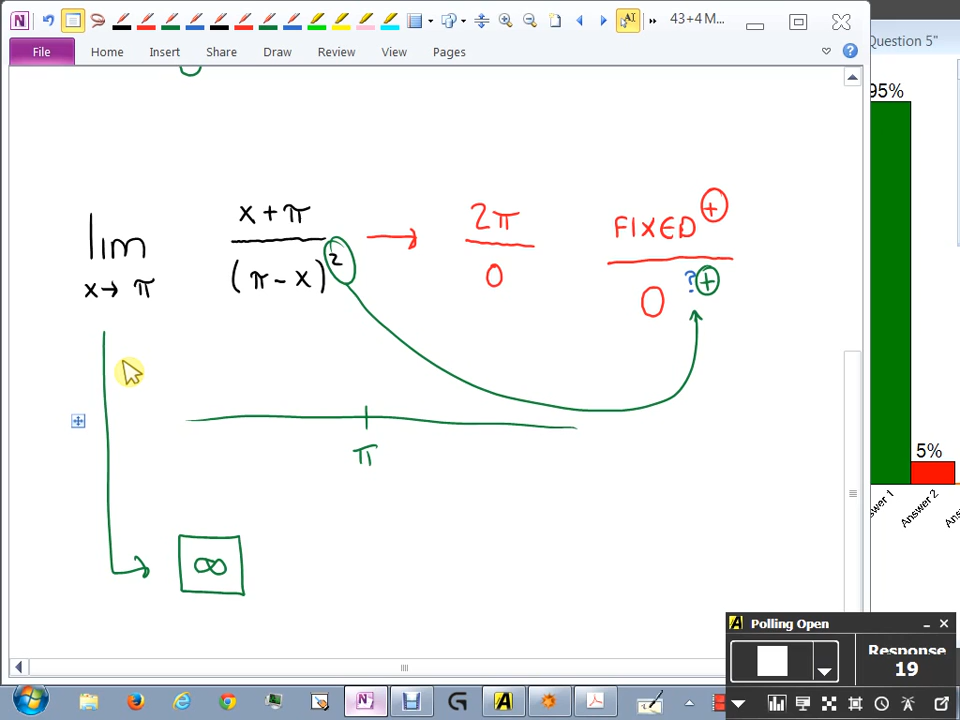 43+4 M...
File Home Insert Share Draw Review View Pages
Question 5"
95%
5%
Answer 1
Answer 2
lim x→π
x+π / (π-x)²
→
2π / 0
FIXED + / 0 ? +
π
∞
Polling Open
Response
19